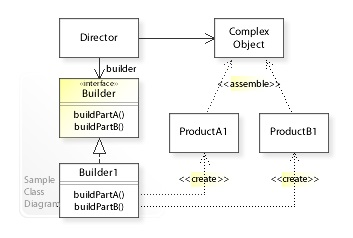 Director
Complex
Object
builder
«interface»
Builder
buildPartA()
buildPartB()
<<assemble>>
ProductA1
ProductB1
Builder1
buildPartA()
buildPartB()
<<create>>
<<create>>
Sample
Class
Diagram